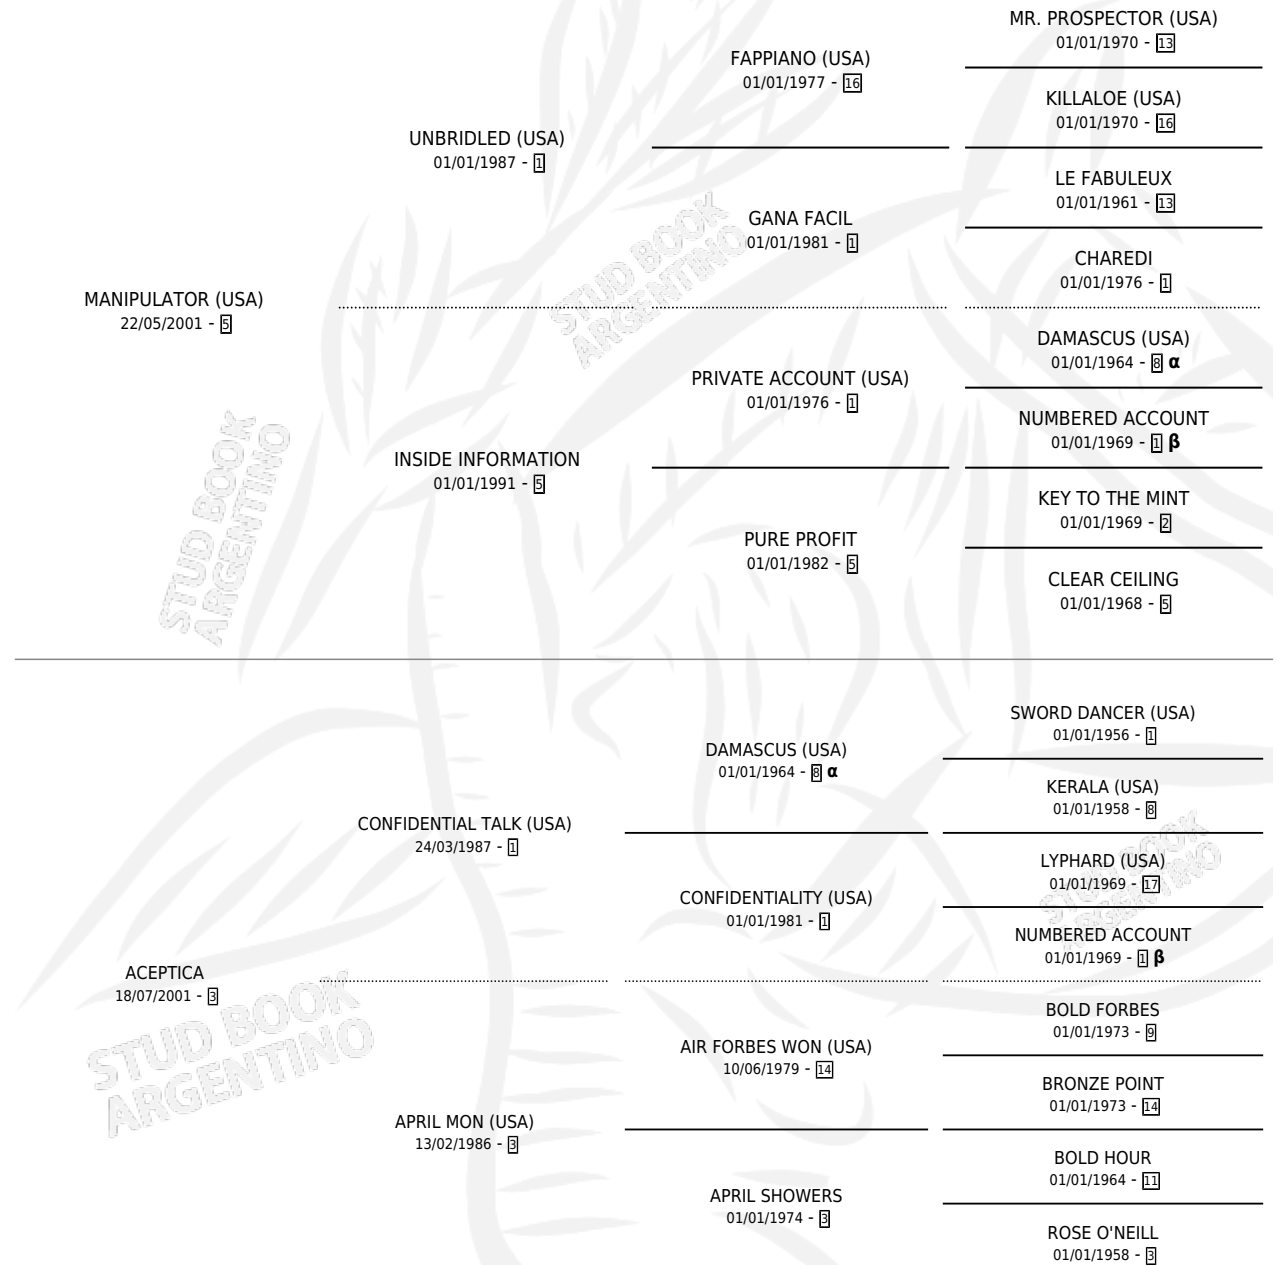 MR. PROSPECTOR (USA)
01/01/1970 - 13
FAPPIANO (USA)
01/01/1977 - 16
KILLALOE (USA)
01/01/1970 - 16
UNBRIDLED (USA)
01/01/1987 - 1
LE FABULEUX
01/01/1961 - 13
GANA FACIL
01/01/1981 - 1
CHAREDI
01/01/1976 - 1
MANIPULATOR (USA)
22/05/2001 - 5
DAMASCUS (USA)
01/01/1964 - 8 α
PRIVATE ACCOUNT (USA)
01/01/1976 - 1
NUMBERED ACCOUNT
01/01/1969 - 1 β
INSIDE INFORMATION
01/01/1991 - 5
KEY TO THE MINT
01/01/1969 - 2
PURE PROFIT
01/01/1982 - 5
CLEAR CEILING
01/01/1968 - 5
SWORD DANCER (USA)
01/01/1956 - 1
DAMASCUS (USA)
01/01/1964 - 8 α
KERALA (USA)
01/01/1958 - 8
CONFIDENTIAL TALK (USA)
24/03/1987 - 1
LYPHARD (USA)
01/01/1969 - 17
CONFIDENTIALITY (USA)
01/01/1981 - 1
NUMBERED ACCOUNT
01/01/1969 - 1 β
ACEPTICA
18/07/2001 - 3
BOLD FORBES
01/01/1973 - 9
AIR FORBES WON (USA)
10/06/1979 - 14
BRONZE POINT
01/01/1973 - 14
APRIL MON (USA)
13/02/1986 - 3
BOLD HOUR
01/01/1964 - 11
APRIL SHOWERS
01/01/1974 - 3
ROSE O'NEILL
01/01/1958 - 3
STUD BOOK
ARGENTINO
STUD BOOK
ARGENTINO
STUD BOOK
ARGENTINO
STUD BOOK
ARGENTINO